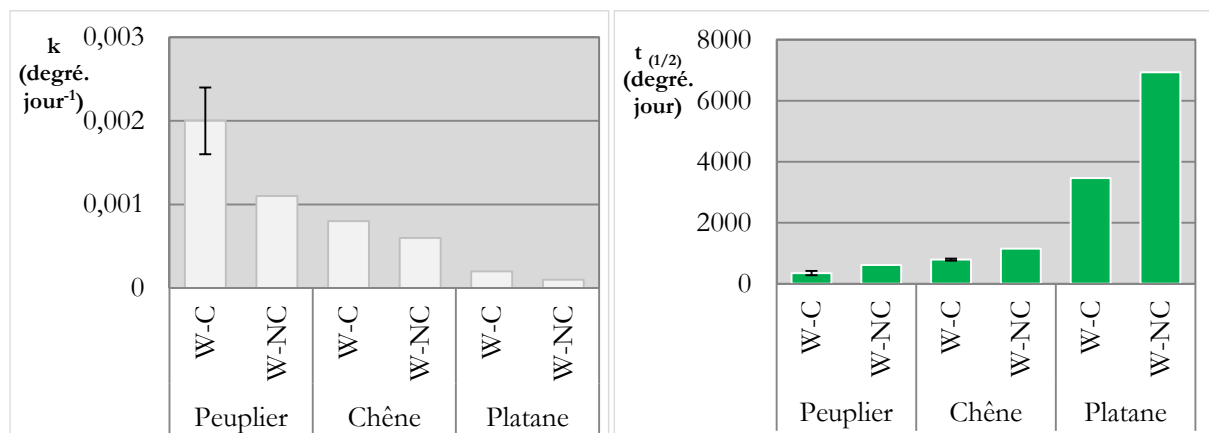 k
(degré.
jour-1)
0,003
0,002
0,001
0
W-C
W-NC
W-C
W-NC
W-C
W-NC
Peuplier
Chêne
Platane
t (1/2)
(degré.
jour)
8000
6000
4000
2000
0
W-C
W-NC
W-C
W-NC
W-C
W-NC
Peuplier
Chêne
Platane